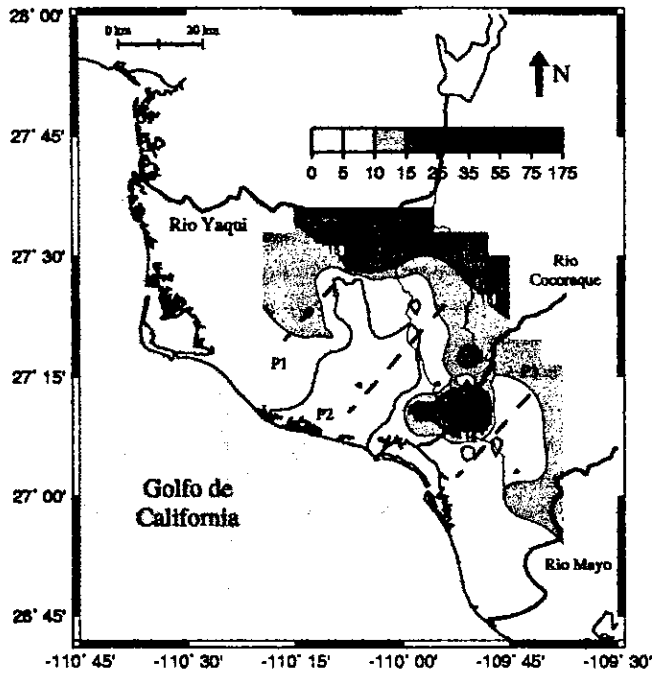 28° 00'
0 km 20 km
N
27° 45'
0 5 10 15 25 35 55 75 175
Rio Yaqui
27° 30'
Rio
Cocoraque
27° 15'
P1
P2
27° 00'
Golfo de
California
Rio Mayo
26° 45'
-110° 45' -110° 30' -110° 15' -110° 00' -109° 45' -109° 30'